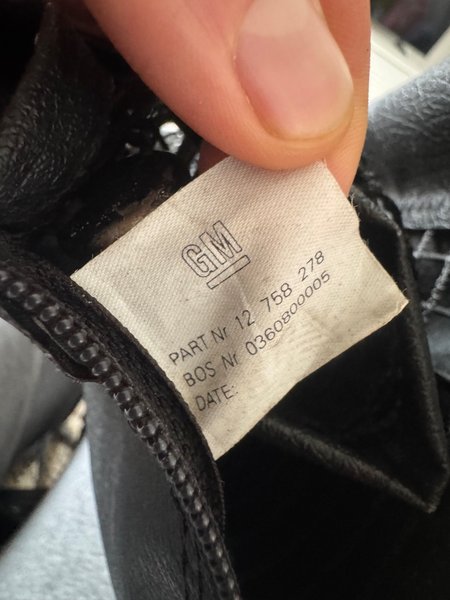 GM
PART Nr 12 758 278
BOS Nr 0360800005
DATE: